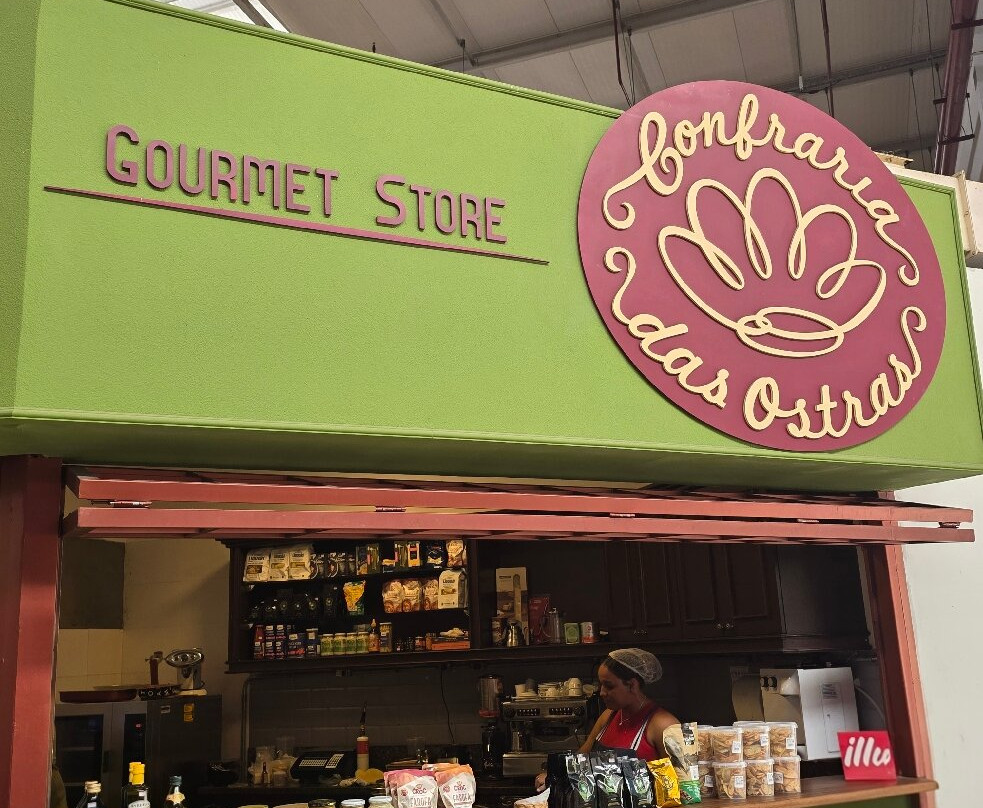 Gourmet Store
Confraria
das Ostras
illy